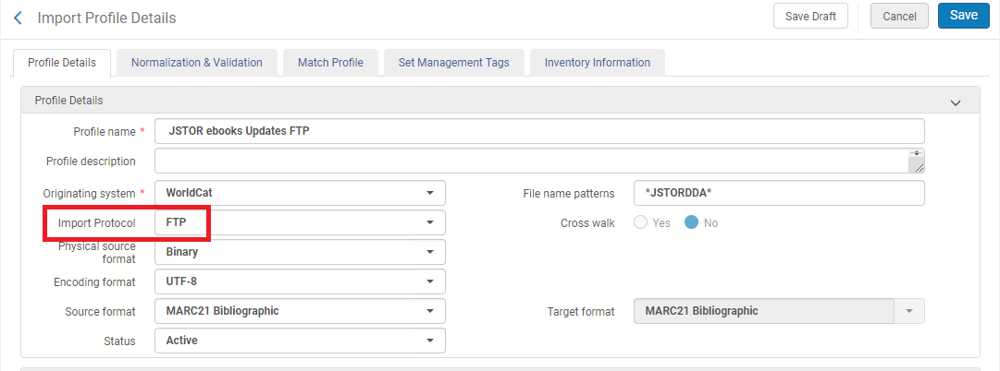 Import Profile Details
Save Draft
Cancel
Save
Profile Details
Normalization & Validation
Match Profile
Set Management Tags
Inventory Information
Profile Details
Profile name * JSTOR ebooks Updates FTP
Profile description
Originating system * WorldCat
File name patterns *JSTORDDA*
Import Protocol FTP
Cross walk Yes No
Physical source
format
Binary
Encoding format UTF-8
Source format MARC21 Bibliographic
Target format MARC21 Bibliographic
Status Active